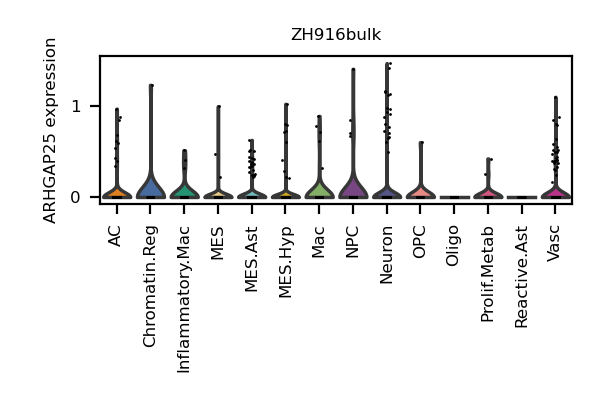 ZH916bulk
ARHGAP25 expression
1
0
AC
Chromatin.Reg
Inflammatory.Mac
MES
MES.Ast
MES.Hyp
Mac
NPC
Neuron
OPC
Oligo
Prolif.Metab
Reactive.Ast
Vasc